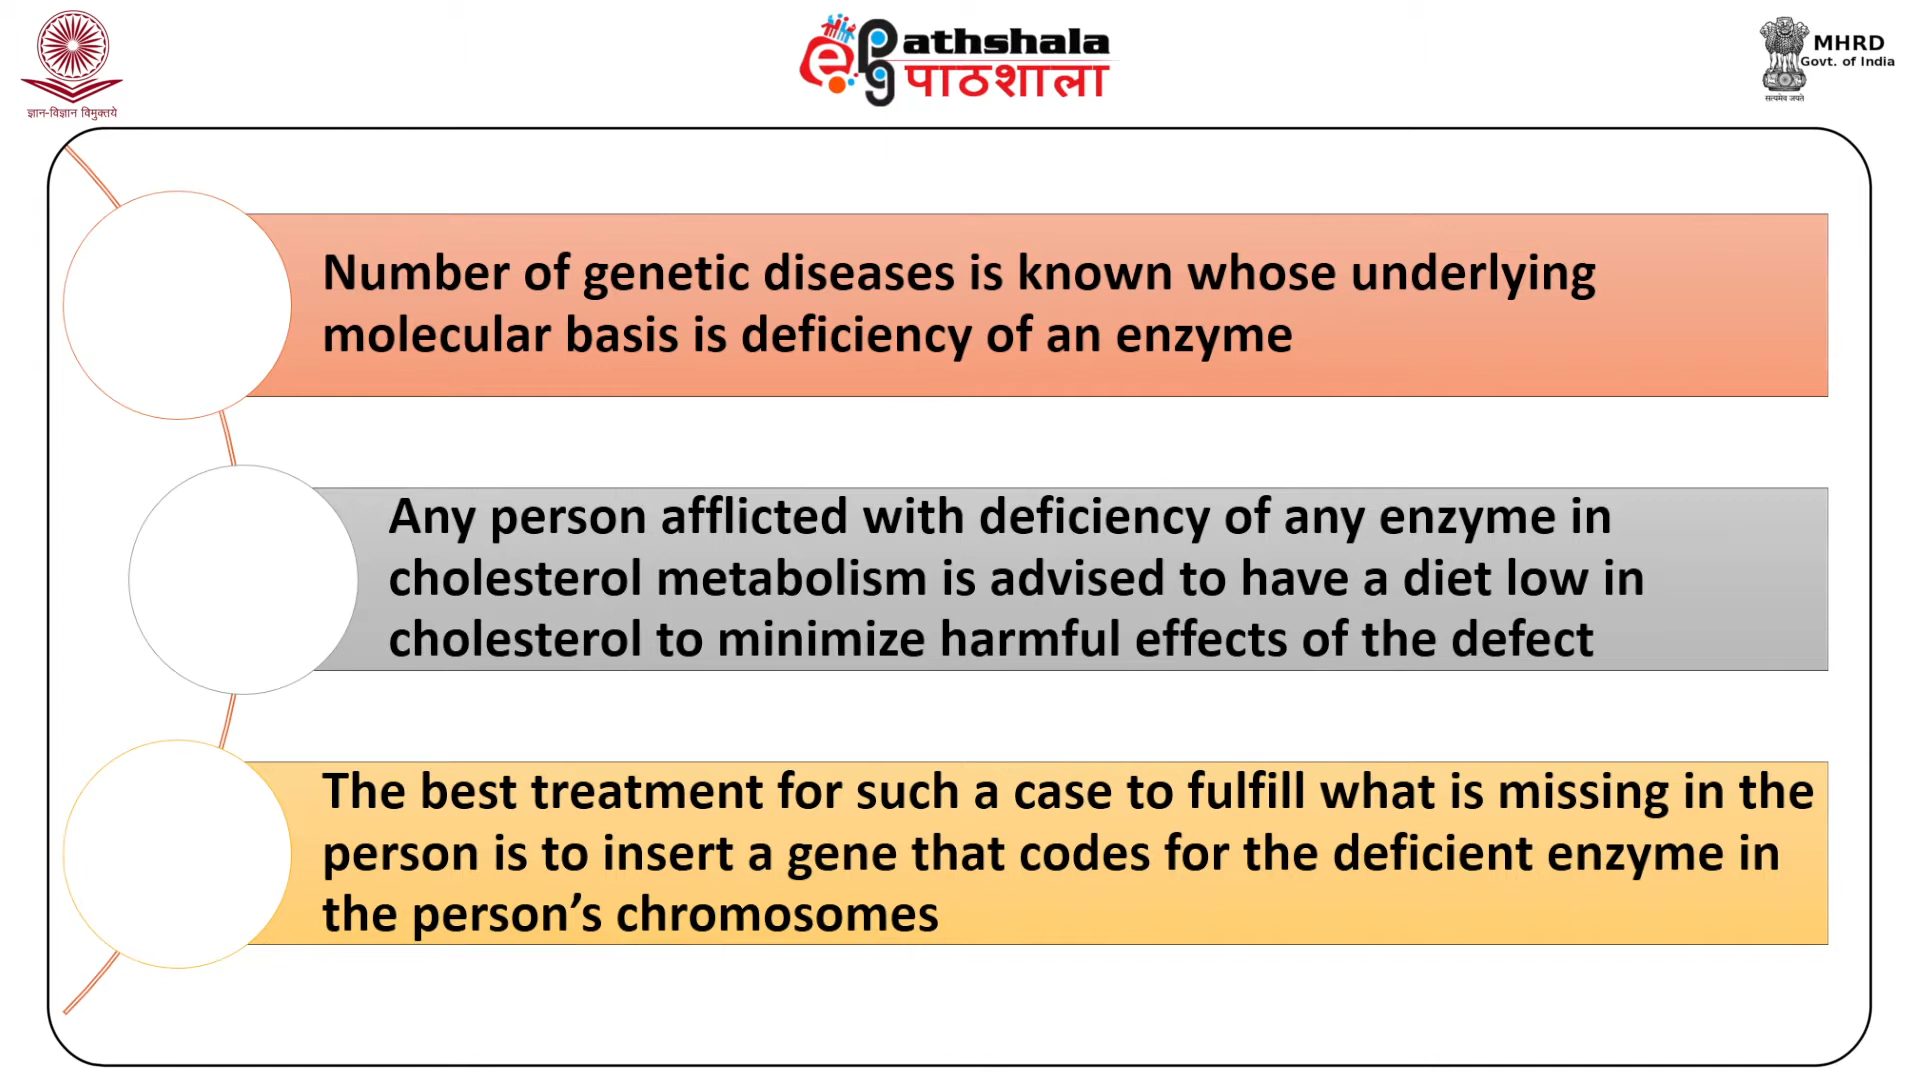 ज्ञान-विज्ञान विमुक्तये
ePg athshala
पाठशाला
MHRD
Govt. of India
सत्यमेव जयते
Number of genetic diseases is known whose underlying
molecular basis is deficiency of an enzyme
Any person afflicted with deficiency of any enzyme in
cholesterol metabolism is advised to have a diet low in
cholesterol to minimize harmful effects of the defect
The best treatment for such a case to fulfill what is missing in the
person is to insert a gene that codes for the deficient enzyme in
the person’s chromosomes